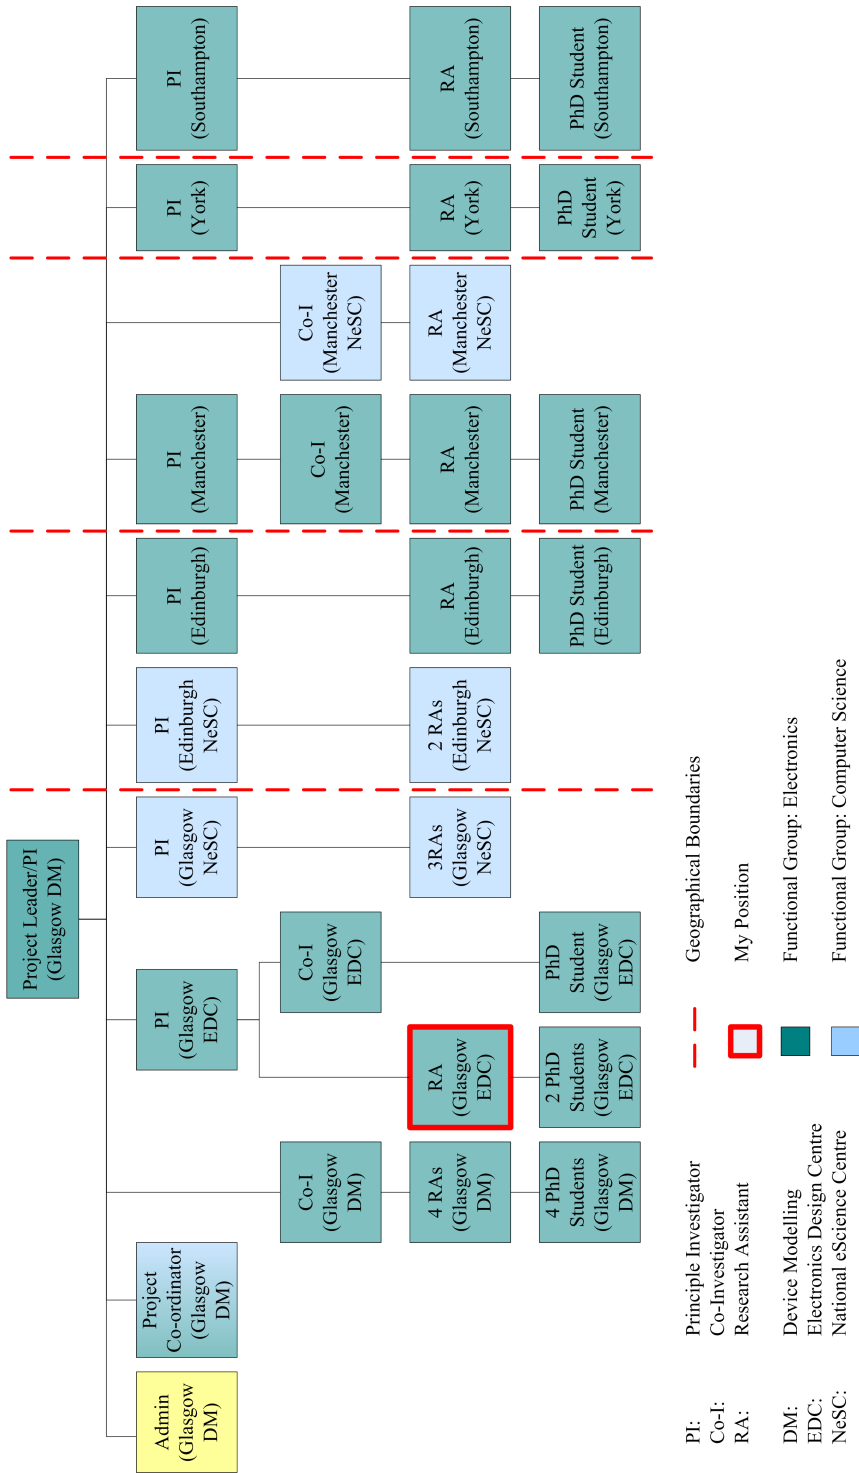 Project Leader/PI
(Glasgow DM)
Admin
(Glasgow
DM)
Project
Co-ordinator
(Glasgow
DM)
PI
(Glasgow
EDC)
PI
(Glasgow
NeSC)
PI
(Edinburgh
NeSC)
PI
(Edinburgh)
PI
(Manchester)
PI
(York)
PI
(Southampton)
Co-I
(Glasgow
DM)
Co-I
(Glasgow
EDC)
Co-I
(Manchester)
Co-I
(Manchester
NeSC)
4 RAs
(Glasgow
DM)
RA
(Glasgow
EDC)
3RAs
(Glasgow
NeSC)
2 RAs
(Edinburgh
NeSC)
RA
(Edinburgh)
RA
(Manchester)
RA
(Manchester
NeSC)
RA
(York)
RA
(Southampton)
4 PhD
Students
(Glasgow
DM)
2 PhD
Students
(Glasgow
EDC)
PhD
Student
(Glasgow
EDC)
PhD Student
(Edinburgh)
PhD Student
(Manchester)
PhD
Student
(York)
PhD Student
(Southampton)
PI: Principle Investigator
Co-I: Co-Investigator
RA: Research Assistant
DM: Device Modelling
EDC: Electronics Design Centre
NeSC: National eScience Centre
Geographical Boundaries
My Position
Functional Group: Electronics
Functional Group: Computer Science